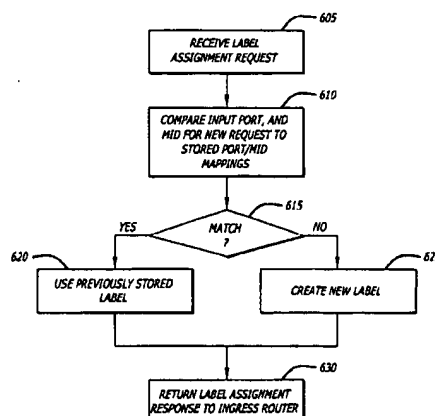 605
RECEIVE LABEL
ASSIGNMENT REQUEST
610
COMPARE INPUT PORT, AND
MID FOR NEW REQUEST TO
STORED PORT/MID
MAPPINGS
615
YES
MATCH
?
NO
620
USE PREVIOUSLY STORED
LABEL
62
CREATE NEW LABEL
630
RETURN LABEL ASSIGNMENT
RESPONSE TO INGRESS ROUTER